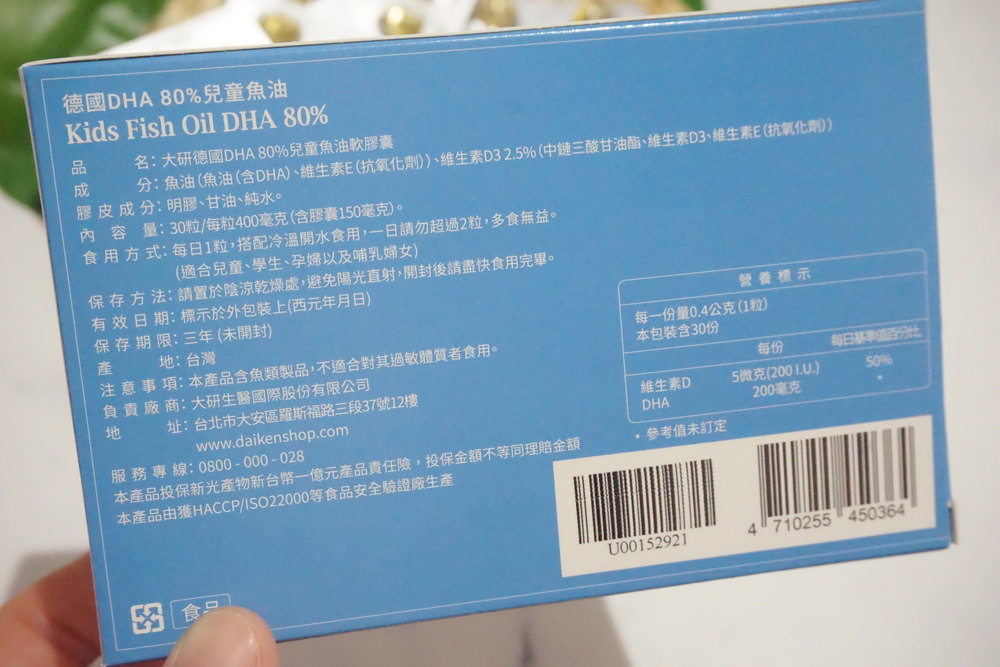 德國DHA 80%兒童魚油
Kids Fish Oil DHA 80%
品　　名：大研德國DHA 80%兒童魚油軟膠囊
成　　分：魚油（魚油（含DHA）、維生素E（抗氧化劑））、維生素D3 2.5%（中鏈三酸甘油酯、維生素D3、維生素E（抗氧化劑））
膠皮成分：明膠、甘油、純水。
內 容 量：30粒/每粒400毫克（含膠囊150毫克）。
食用方式：每日1粒，搭配冷溫開水食用，一日請勿超過2粒，多食無益。
(適合兒童、學生、孕婦以及哺乳婦女)
保存方法：請置於陰涼乾燥處，避免陽光直射，開封後請盡快食用完畢。
有效日期：標示於外包裝上(西元年月日)
保存期限：三年 (未開封)
產　　地：台灣
注意事項：本產品含魚類製品，不適合對其過敏體質者食用。
負責廠商：大研生醫國際股份有限公司
地　　址：台北市大安區羅斯福路三段37號12樓
www.daikenshop.com
服務專線：0800 - 000 - 028
本產品投保新光產物新台幣一億元產品責任險，投保金額不等同理賠金額
本產品由獲HACCP/ISO22000等食品安全驗證廠生產
食品
營養標示
每一份量0.4公克（1粒）
本包裝含30份
每份　每日基準值百分比
維生素D　5微克(200 I.U.)　50%
DHA　200毫克　*
* 參考值未訂定
U00152921
4 710255 450364